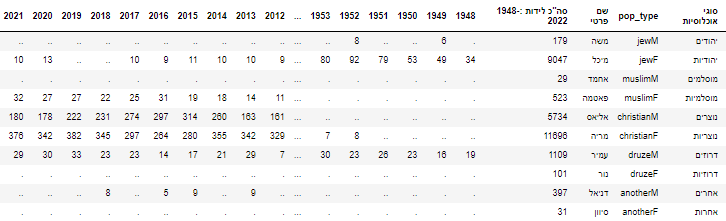 סוגי אוכלוסיות pop_type שם פרטי סה"כ לידות :1948-2022 1948 1949 1950 1951 1952 1953 ... 2012 2013 2014 2015 2016 2017 2018 2019 2020 2021
יהודים jewM משה 179 . 6 .. .. 8 .. ... .. .. .. .. .. .. .. .. .. ..
יהודיות jewF מיכל 9047 34 49 53 79 92 80 ... 9 10 10 11 9 10 .. .. 13 10
מוסלמים muslimM אחמד 29 . . . . . . ... . . . . . . . . . .
מוסלמיות muslimF פאטמה 523 . . .. .. .. .. ... 11 14 18 19 31 25 22 27 27 32
נוצרים christianM אליאס 5734 .. .. .. .. .. .. ... 161 163 260 314 297 274 231 222 178 180
נוצריות christianF מריה 11696 . .. .. .. 8 7 ... 329 342 355 280 264 297 345 382 342 376
דרוזים druzeM עמיר 1109 19 16 23 26 23 30 ... 7 29 21 17 14 23 23 33 30 29
דרוזיות druzeF נור 101 . . . . . . ... . . . . . . . . . .
אחרים anotherM דניאל 397 . . . . . . ... .. 9 .. 9 5 .. 8 .. .. ..
אחרות anotherF סיוון 31 . . . . . . ... . . . . . . . . . .